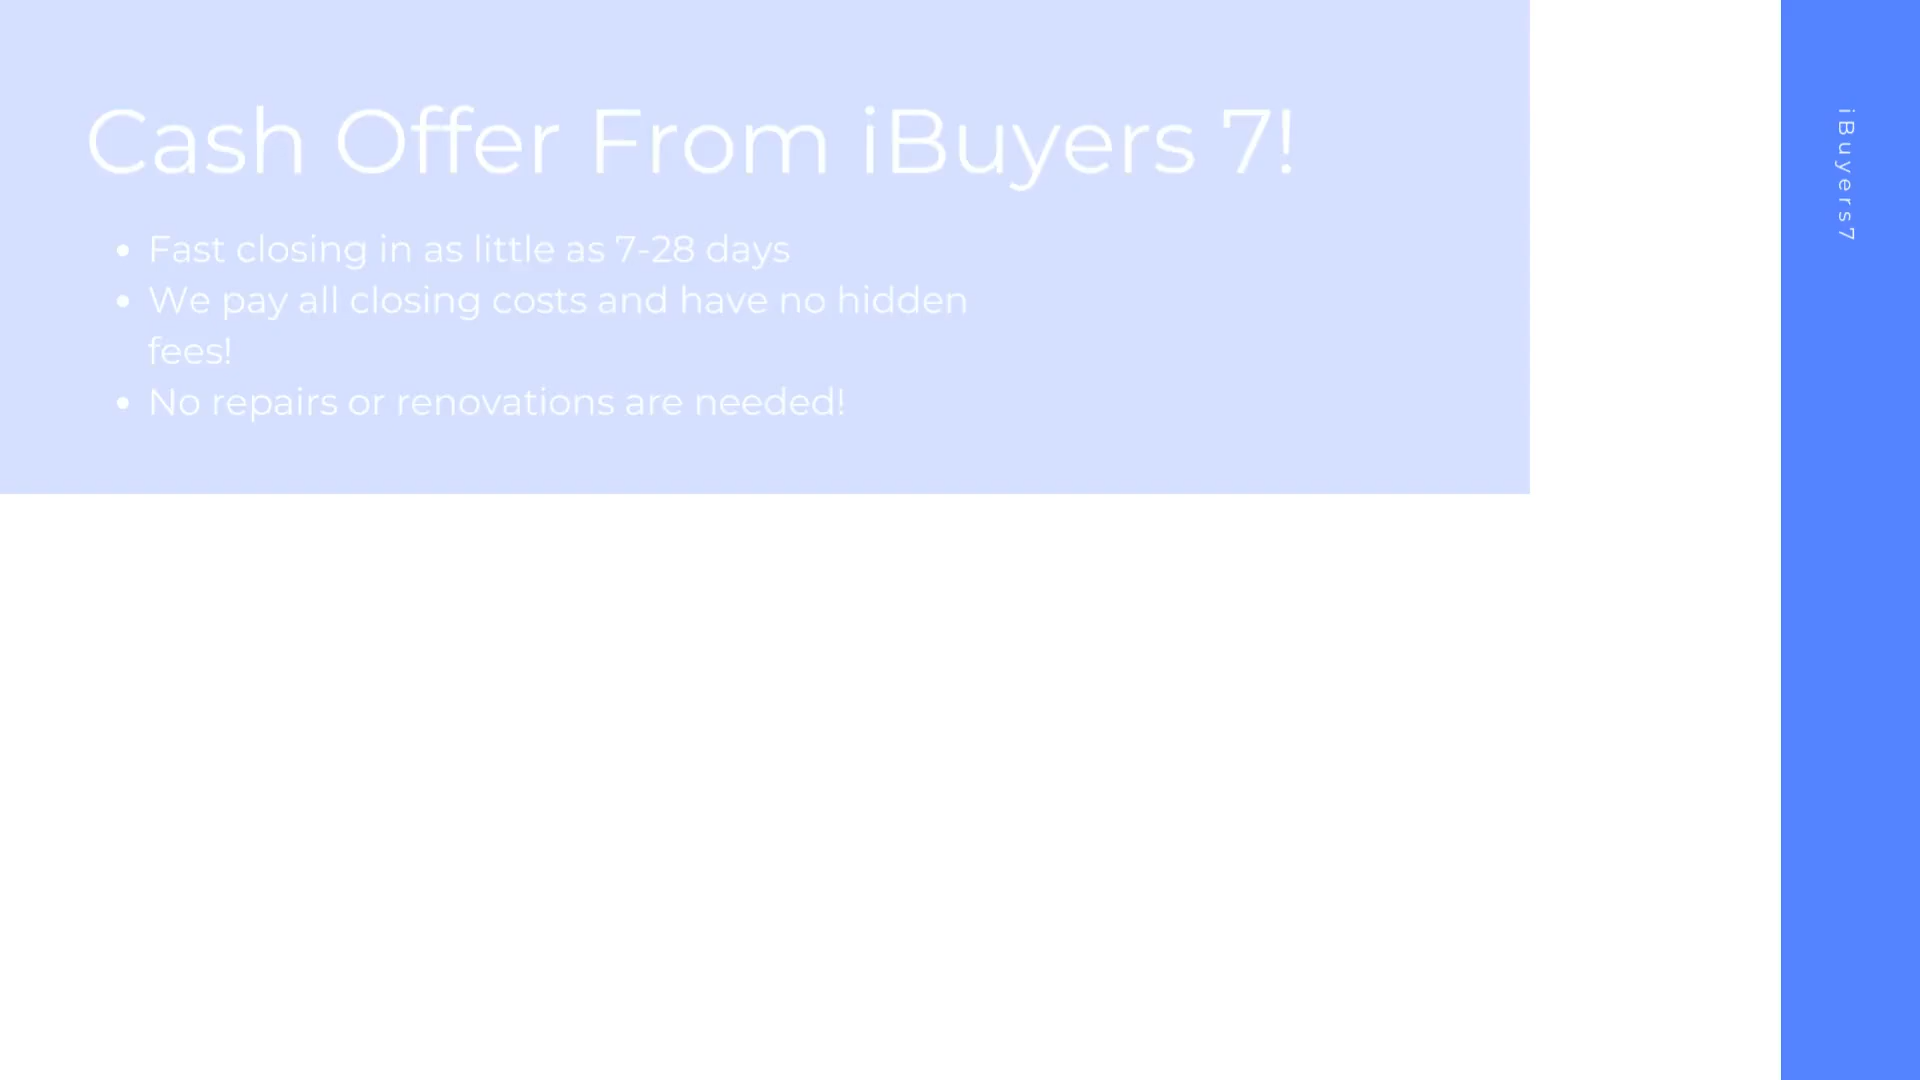 Cash Offer From iBuyers 7!
• Fast closing in as little as 7-28 days
• We pay all closing costs and have no hidden
fees!
• No repairs or renovations are needed!
iBuyers7